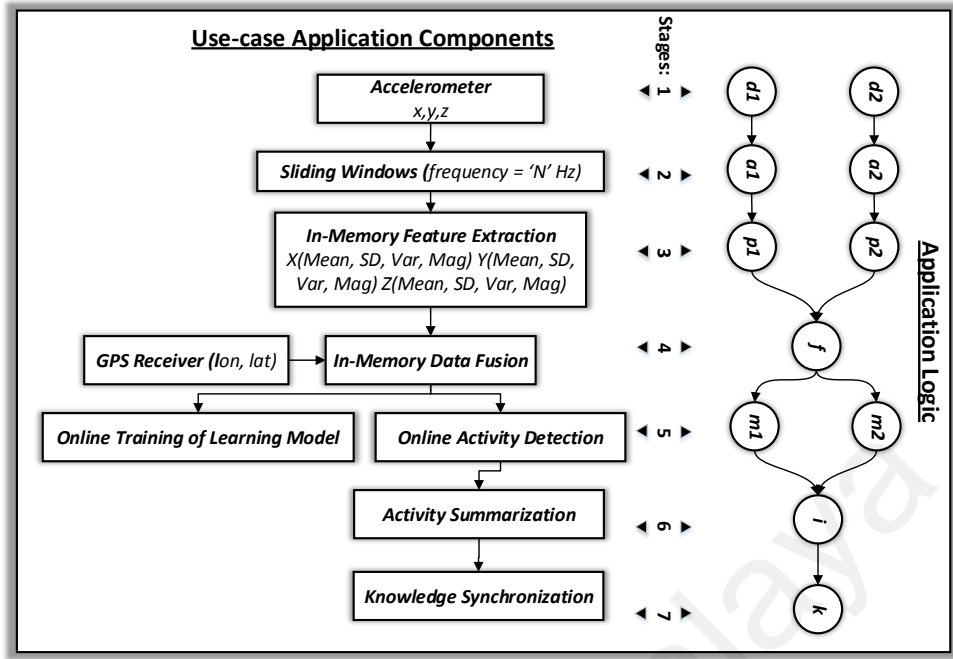 Use-case Application Components
Accelerometer
x,y,z
Sliding Windows (frequency = ‘N’ Hz)
In-Memory Feature Extraction
X(Mean, SD, Var, Mag) Y(Mean, SD,
Var, Mag) Z(Mean, SD, Var, Mag)
GPS Receiver (lon, lat)
In-Memory Data Fusion
Online Training of Learning Model
Online Activity Detection
Activity Summarization
Knowledge Synchronization
Stages:
1
2
3
4
5
6
7
d1
d2
a1
a2
p1
p2
f
m1
m2
i
k
Application Logic
laya